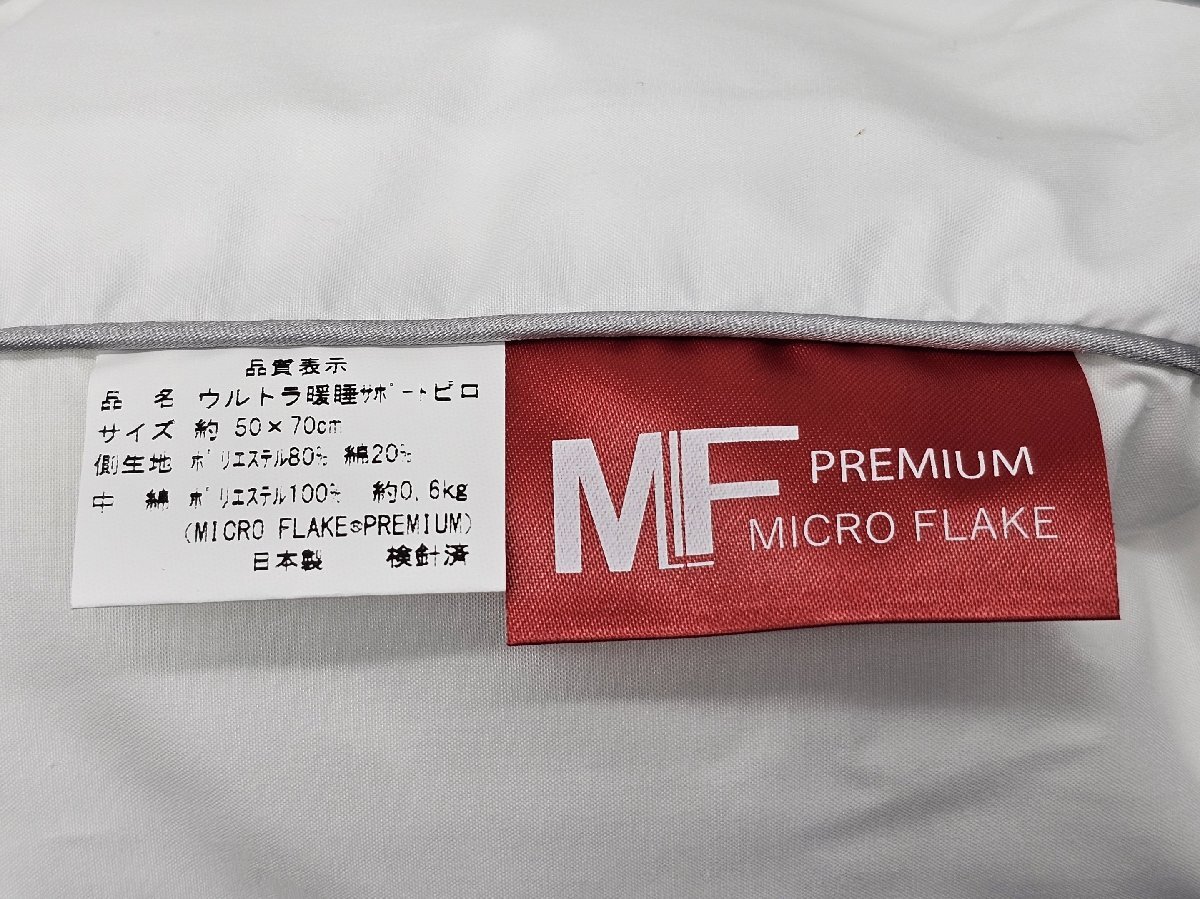 品質表示
品 名 ウルトラ暖睡サポートピロ
サイズ 約 50×70cm
側生地 ポリエステル80% 綿20%
中 綿 ポリエステル100% 約0.6kg
(MICRO FLAKE®PREMIUM)
日本製 検針済
MF PREMIUM
MICRO FLAKE